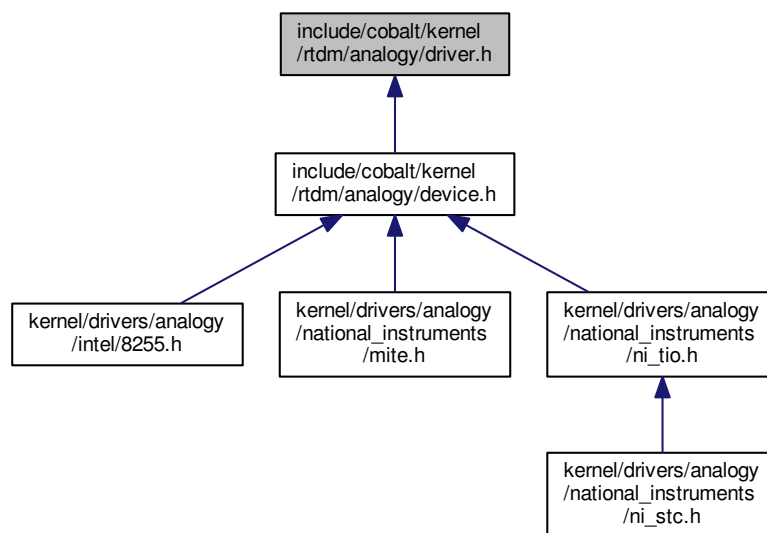 include/cobalt/kernel
/rtdm/analogy/driver.h
include/cobalt/kernel
/rtdm/analogy/device.h
kernel/drivers/analogy
/intel/8255.h
kernel/drivers/analogy
/national_instruments
/mite.h
kernel/drivers/analogy
/national_instruments
/ni_tio.h
kernel/drivers/analogy
/national_instruments
/ni_stc.h